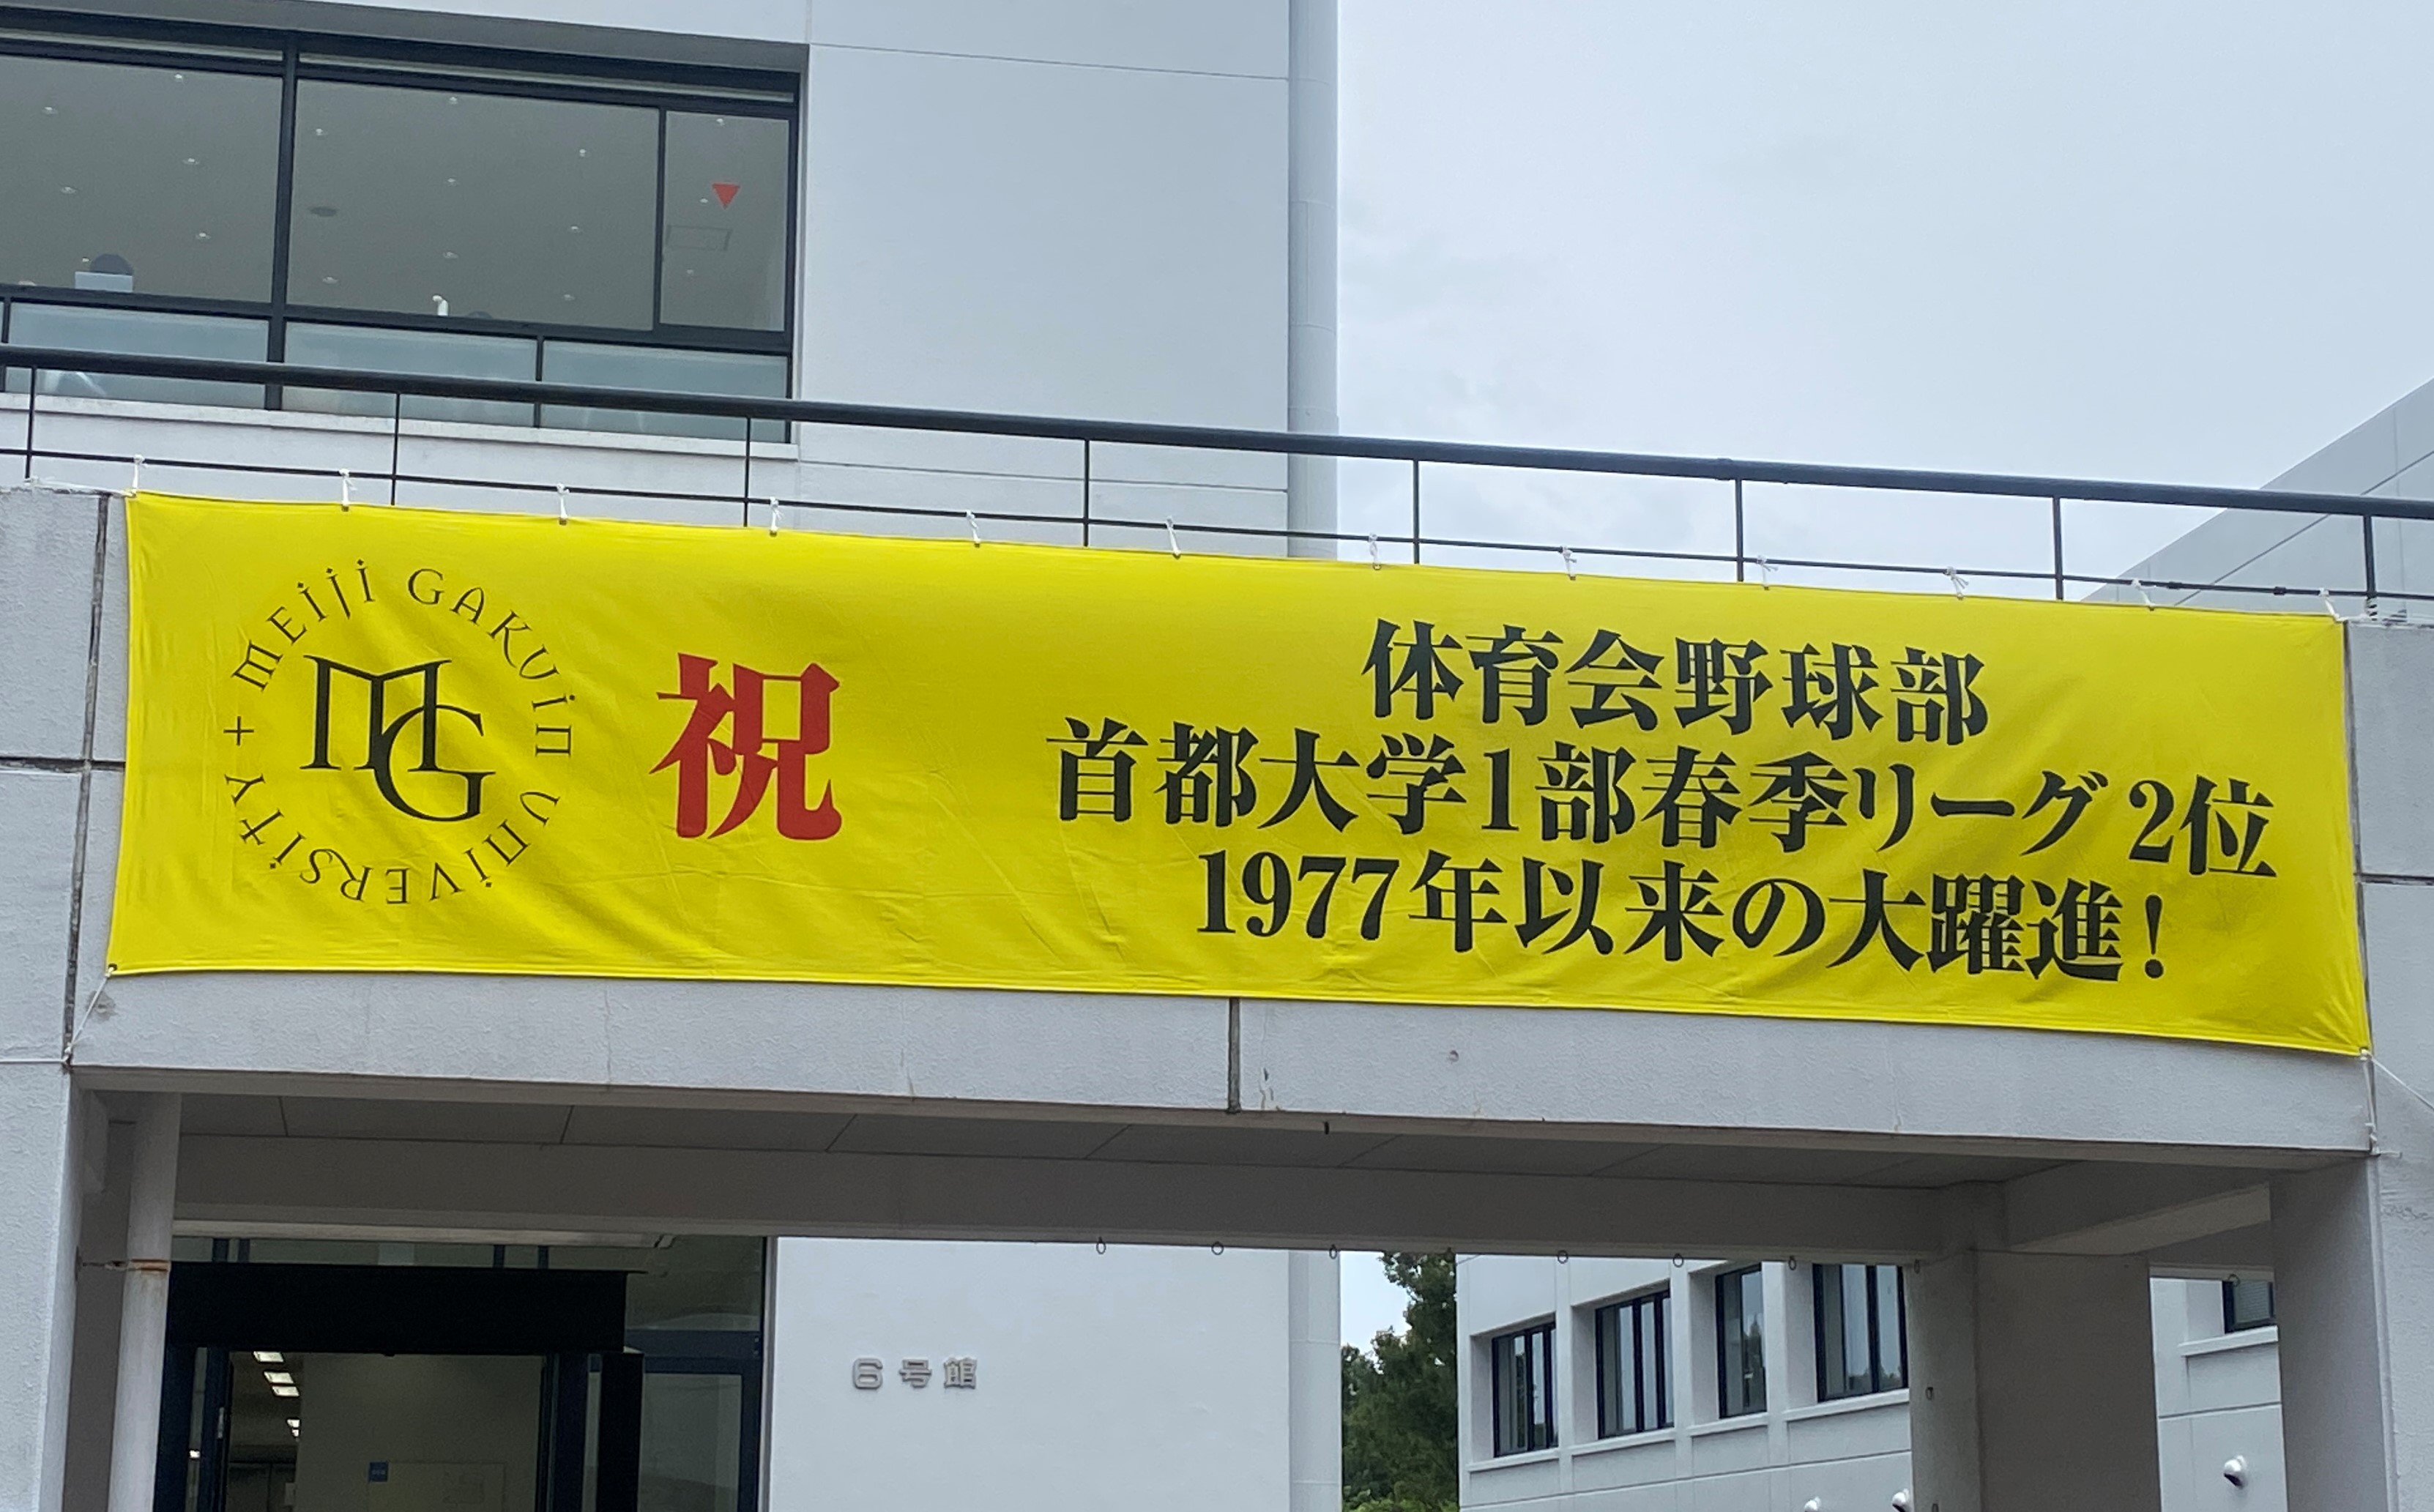 MEIJI GAKUIN UNIVERSITY +
MG
祝
体育会野球部
首都大学1部春季リーグ2位
1977年以来の大躍進!
6号館